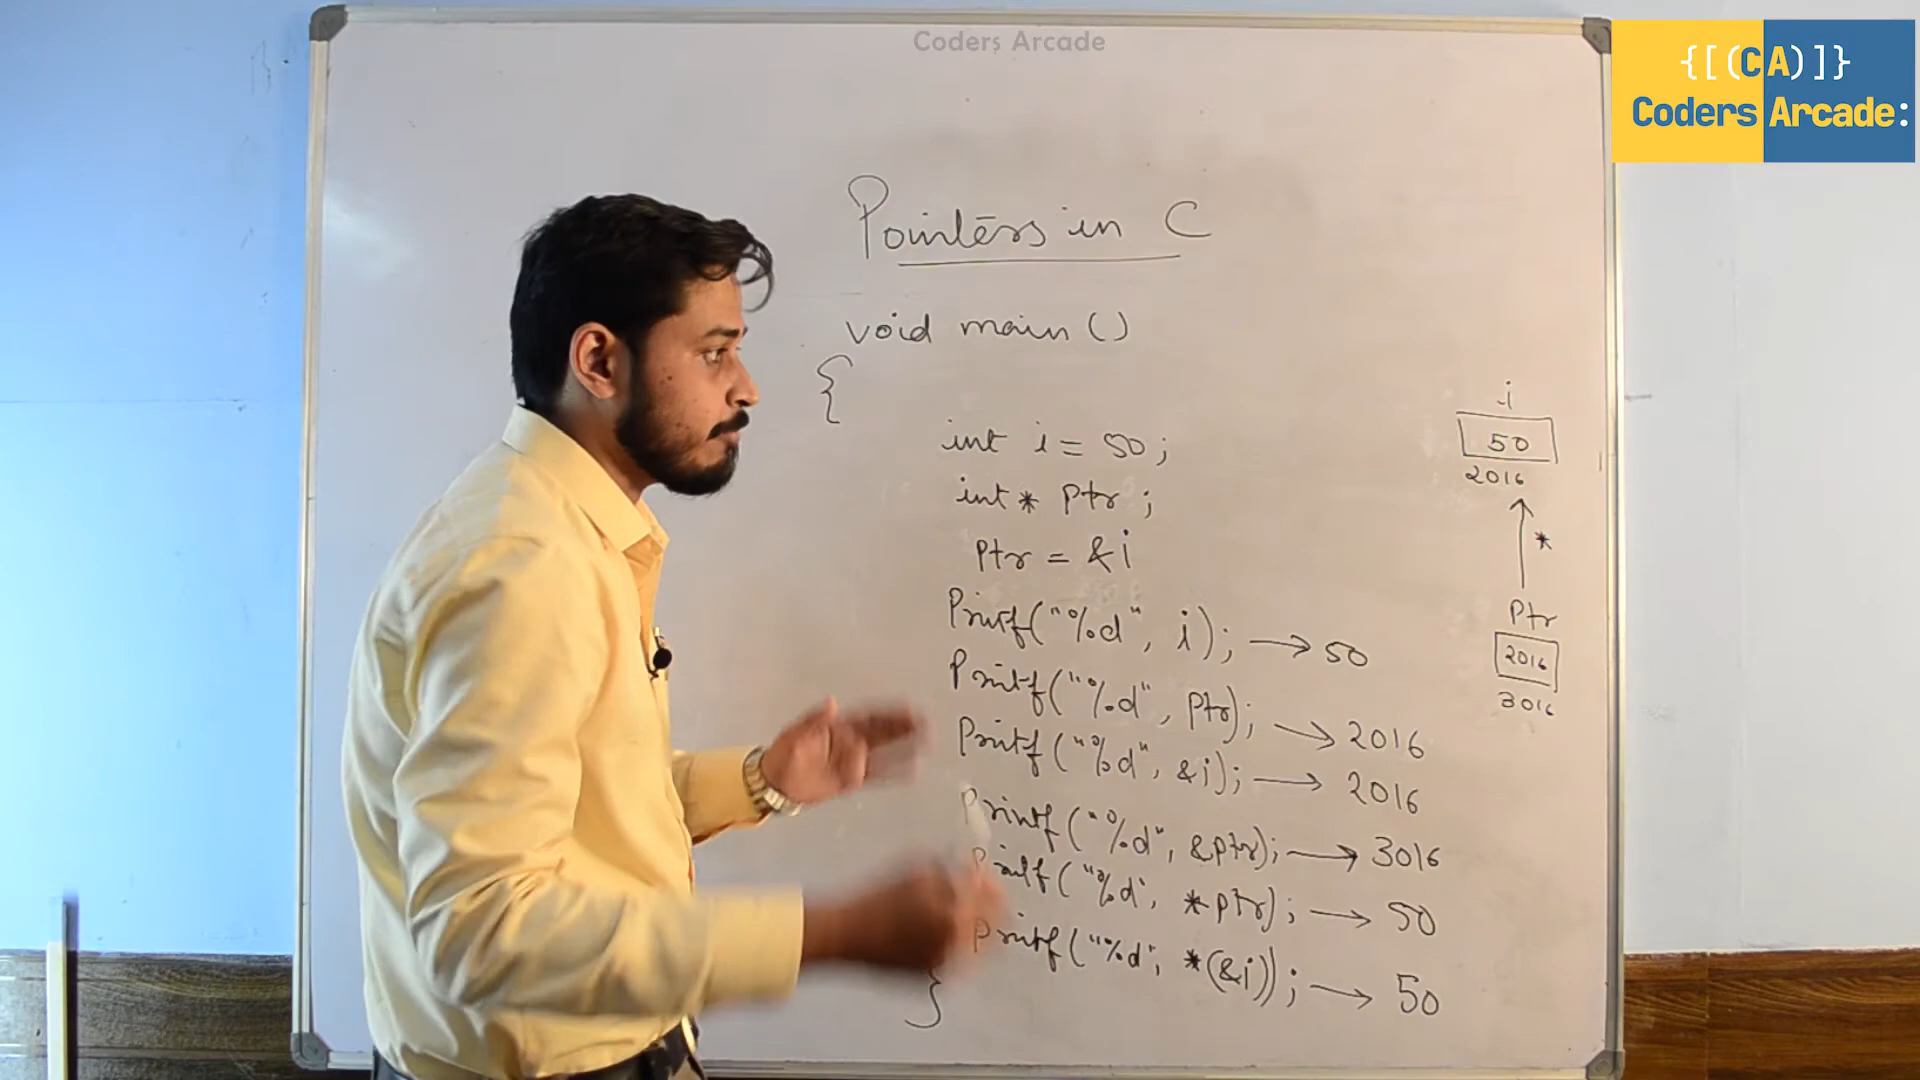 Coders Arcade
{[(CA)]}
Coders Arcade:
Pointers in C
void main ()
{
int i = 50;
int * ptr ;
ptr = &i
Printf("%d", i); → 50
Printf("%d", ptr); → 2016
Printf("%d", &i); → 2016
Printf("%d", &ptr); → 3016
Printf("%d", *ptr); → 50
Printf("%d", *(&i)); → 50
}
i
50
2016
*
Ptr
2016
3016